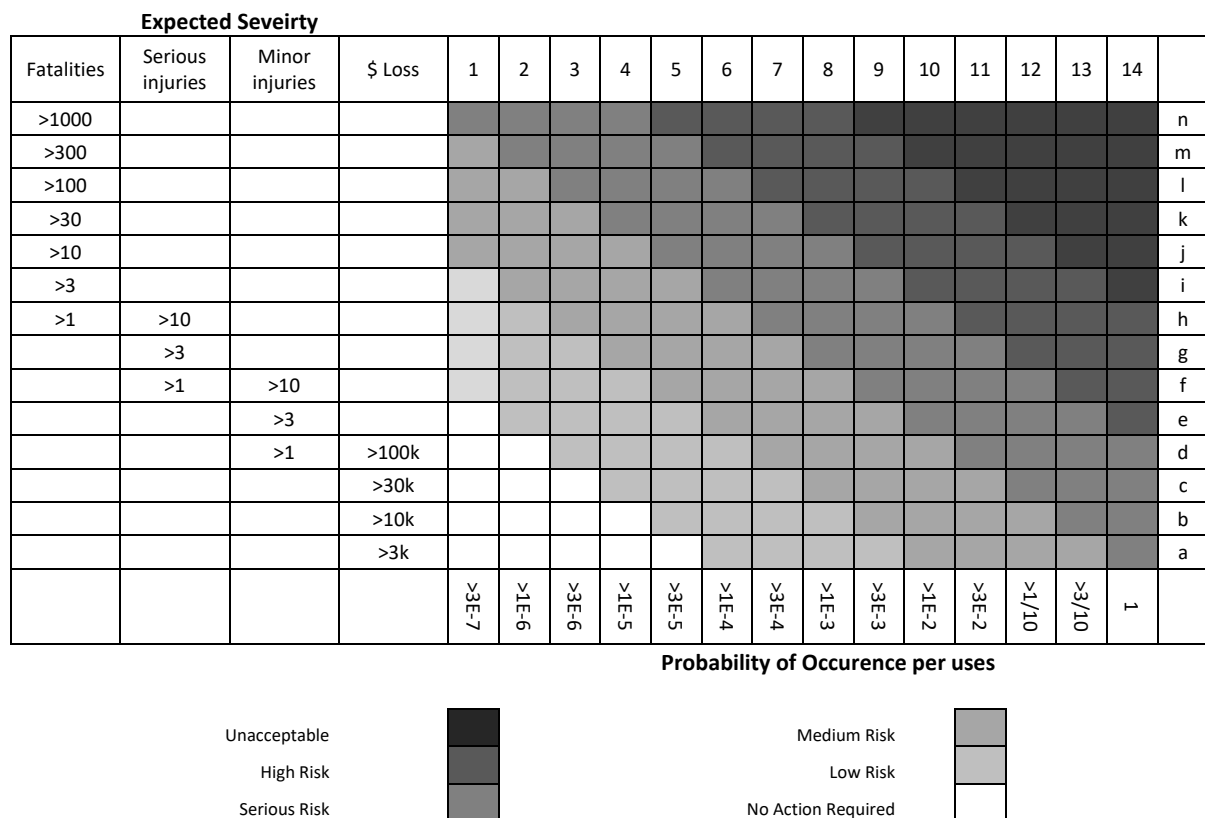 Expected Seveirty
Fatalities Serious injuries Minor injuries $ Loss 1 2 3 4 5 6 7 8 9 10 11 12 13 14
>1000 n
>300 m
>100 l
>30 k
>10 j
>3 i
>1 >10 h
>3 g
>1 >10 f
>3 e
>1 >100k d
>30k c
>10k b
>3k a
>3E-7 >1E-6 >3E-6 >1E-5 >3E-5 >1E-4 >3E-4 >1E-3 >3E-3 >1E-2 >3E-2 >1/10 >3/10 1
Probability of Occurence per uses
Unacceptable Medium Risk
High Risk Low Risk
Serious Risk No Action Required